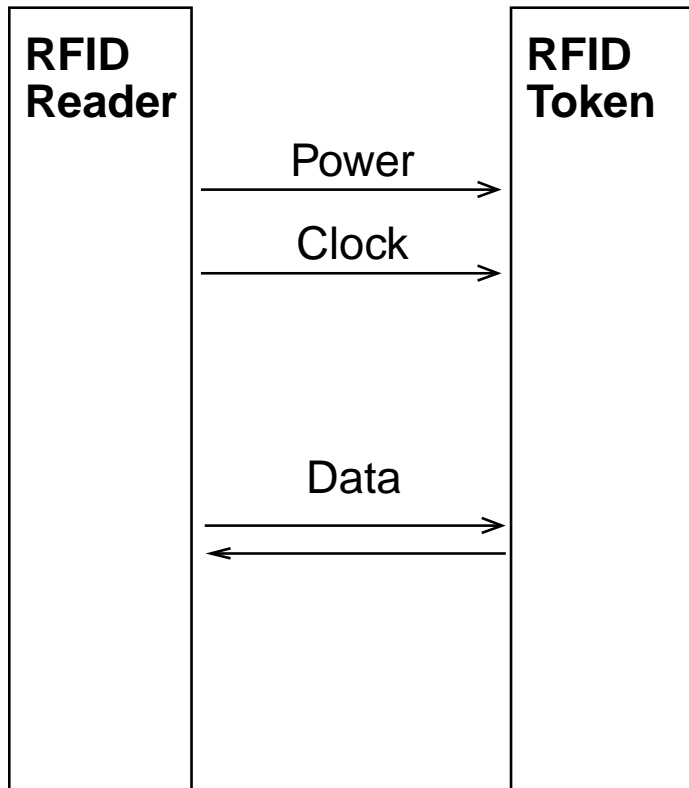 RFID
Reader
RFID
Token
Power
Clock
Data